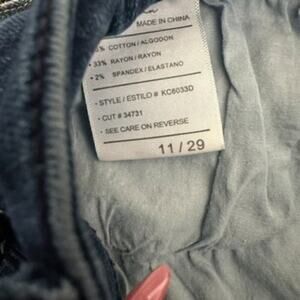 MADE IN CHINA
% COTTON / ALGODON
• 33% RAYON / RAYON
• 2% SPANDEX / ELASTANO
• STYLE / ESTILO # KC6033D
• CUT # 34731
• SEE CARE ON REVERSE
11 / 29